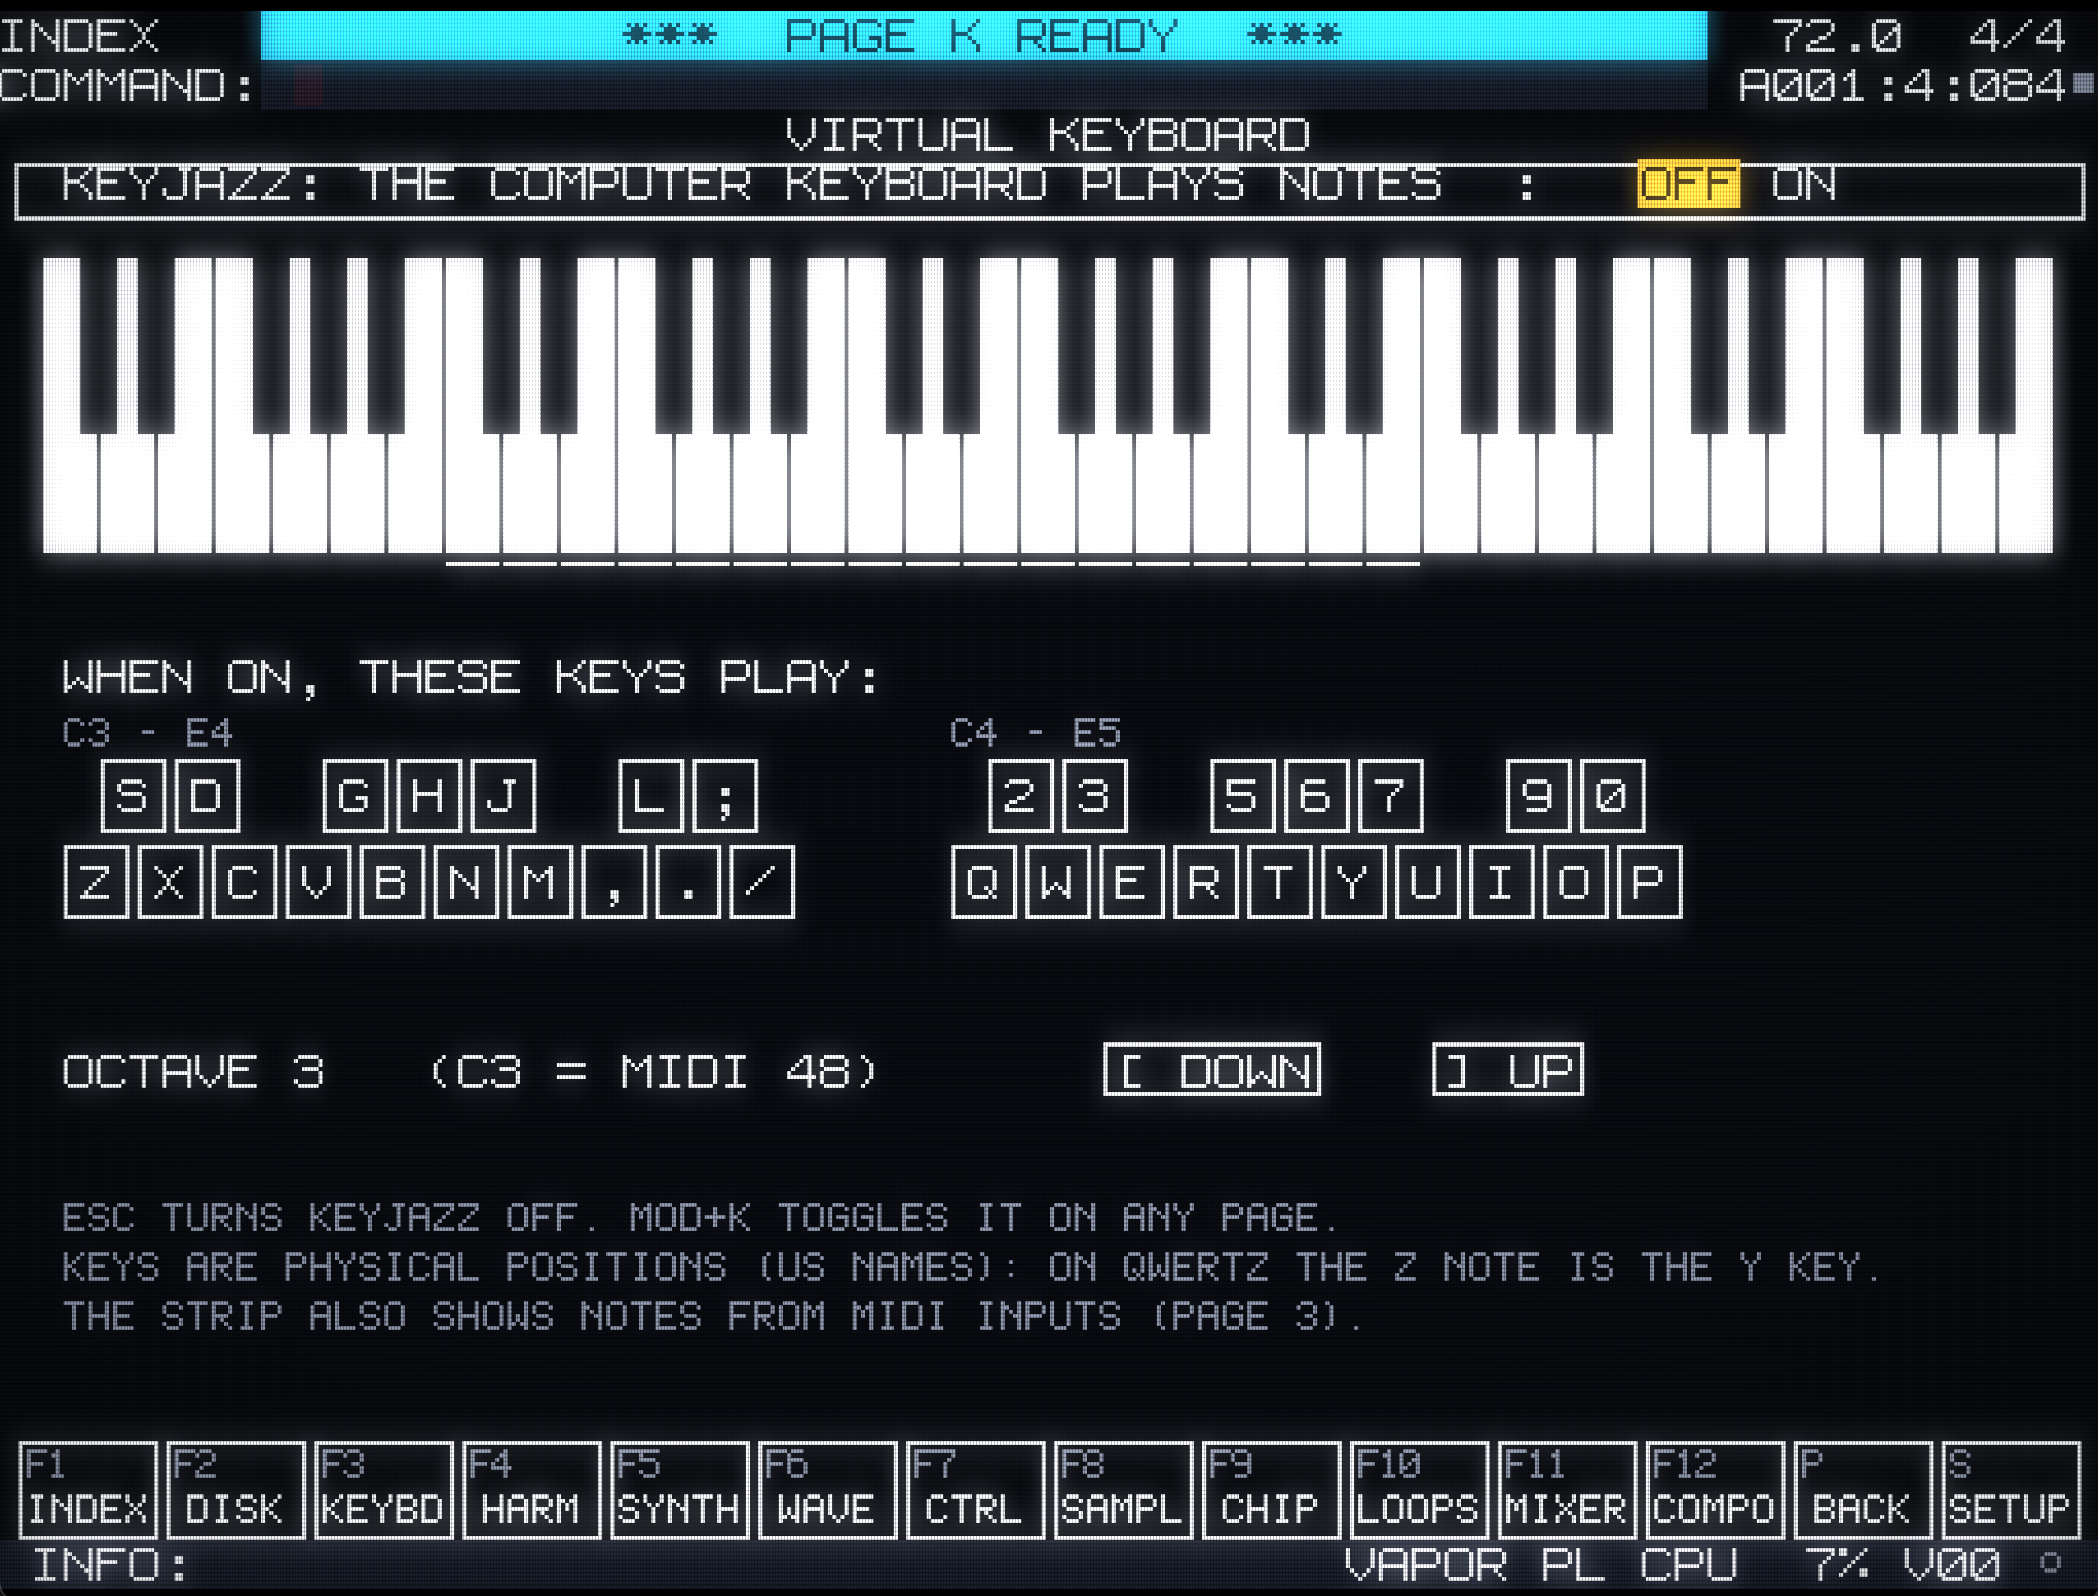 INDEX *** PAGE K READY *** 72.0 4/4
COMMAND: A001:4:084
VIRTUAL KEYBOARD
KEYJAZZ: THE COMPUTER KEYBOARD PLAYS NOTES : OFF ON
WHEN ON, THESE KEYS PLAY:
C3 - E4 C4 - E5
S D G H J L ; 2 3 5 6 7 9 0
Z X C V B N M , . / Q W E R T Y U I O P
OCTAVE 3 (C3 = MIDI 48) [ DOWN ] UP
ESC TURNS KEYJAZZ OFF. MOD+K TOGGLES IT ON ANY PAGE.
KEYS ARE PHYSICAL POSITIONS (US NAMES): ON QWERTZ THE Z NOTE IS THE Y KEY.
THE STRIP ALSO SHOWS NOTES FROM MIDI INPUTS (PAGE 3).
F1 F2 F3 F4 F5 F6 F7 F8 F9 F10 F11 F12 P S
INDEX DISK KEYBD HARM SYNTH WAVE CTRL SAMPL CHIP LOOPS MIXER COMPO BACK SETUP
INFO: VAPOR PL CPU 7% V00